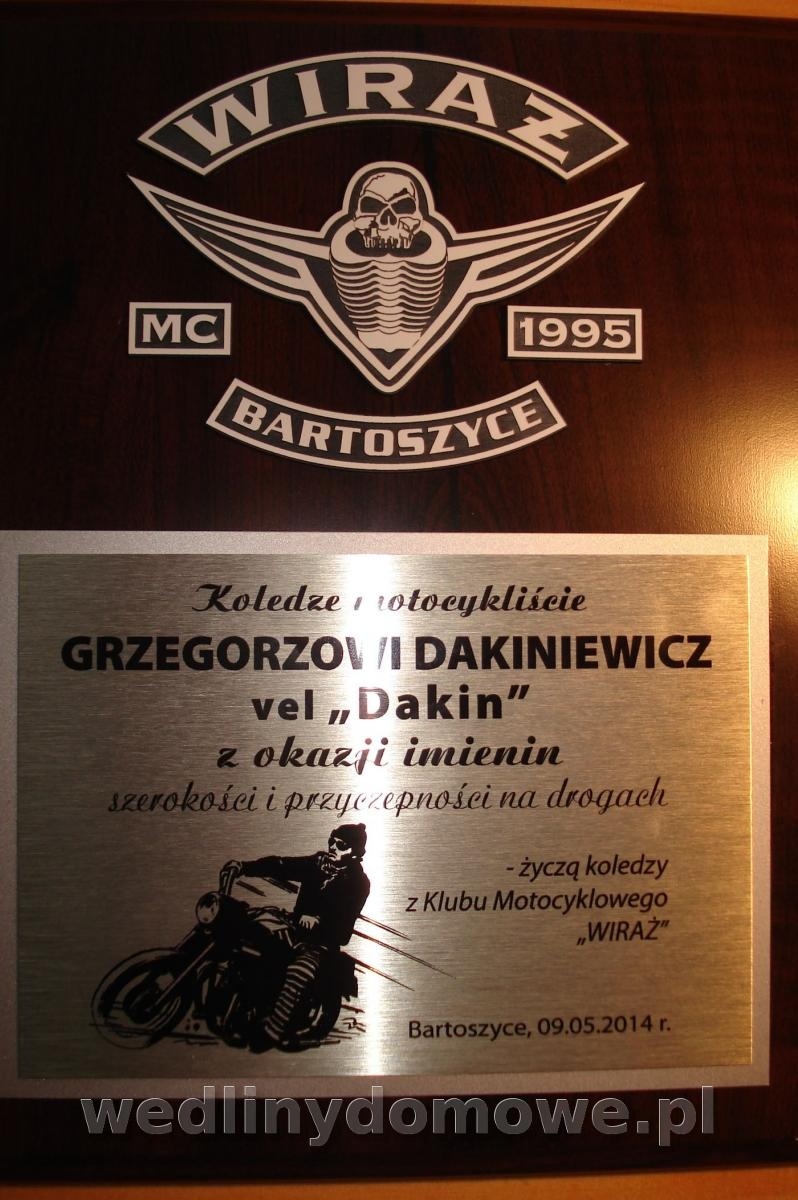 WIRAŻ
MC
1995
BARTOSZYCE
Koledze motocykliście
GRZEGORZOWI DAKINIEWICZ
vel „Dakin”
z okazji imienin
szerokości i przyczepności na drogach
- życzą koledzy
z Klubu Motocyklowego
„WIRAŻ”
Bartoszyce, 09.05.2014 r.
wedlinydomowe.pl